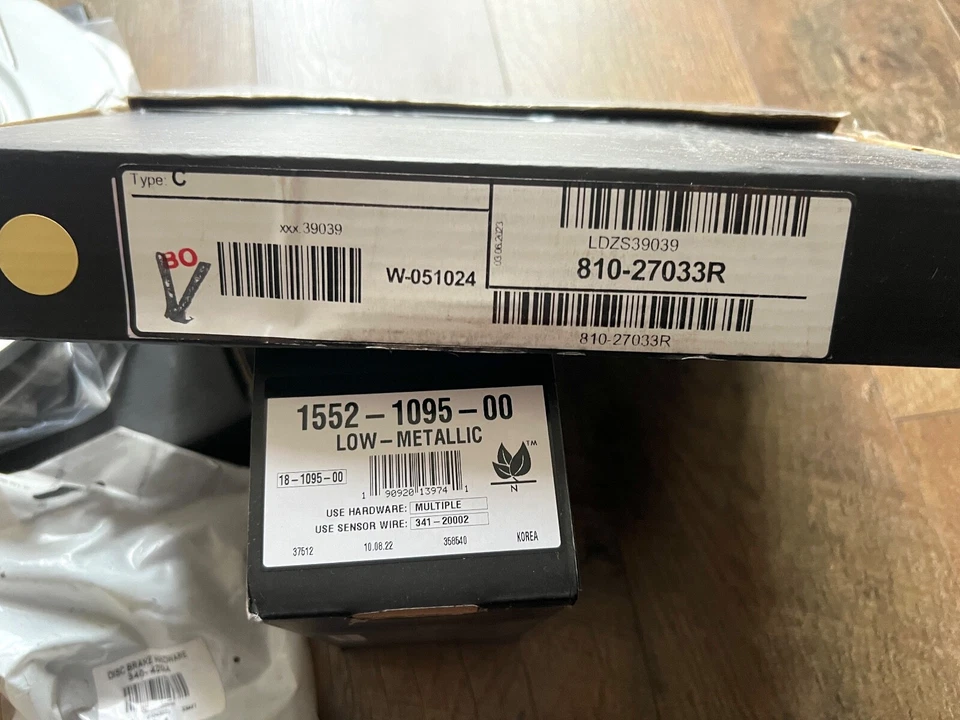 Type: C
xxx.39039
BO
W-051024
03.06.2023
LDZS39039
810-27033R
810-27033R
1552-1095-00
LOW-METALLIC
18-1095-00
1 90920 13974 1
TM
N
USE HARDWARE: MULTIPLE
USE SENSOR WIRE: 341-20002
37512 10.08.22 358640 KOREA
DISC BRAKE HARDWARE